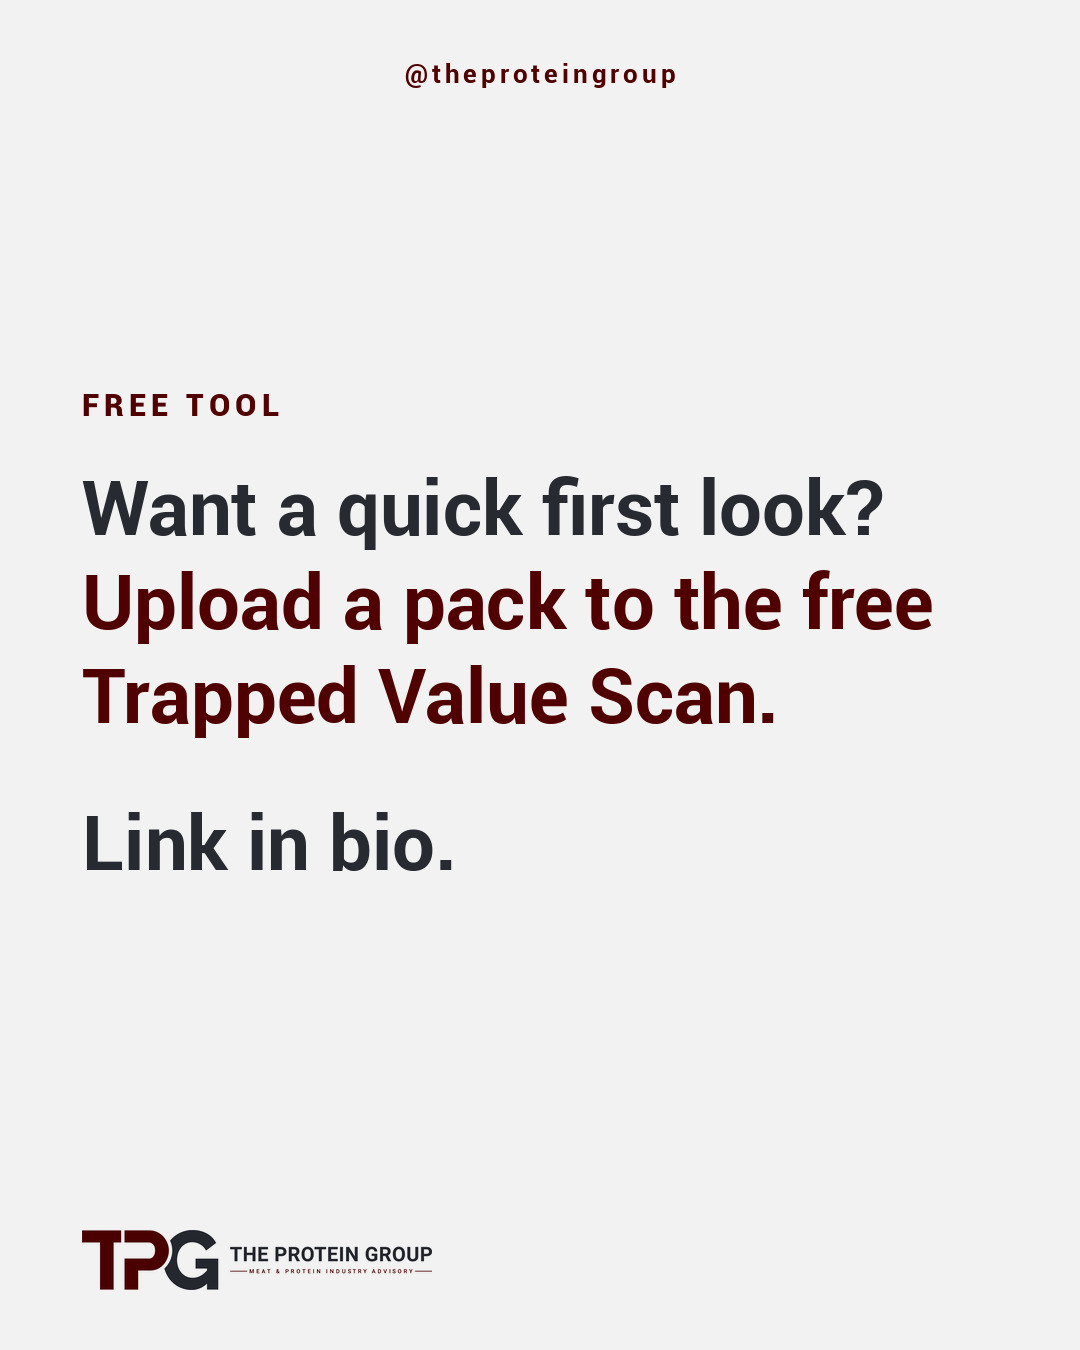 @theproteingroup
FREE TOOL
Want a quick first look?
Upload a pack to the free
Trapped Value Scan.
Link in bio.
TPG
THE PROTEIN GROUP
MEAT & PROTEIN INDUSTRY ADVISORY